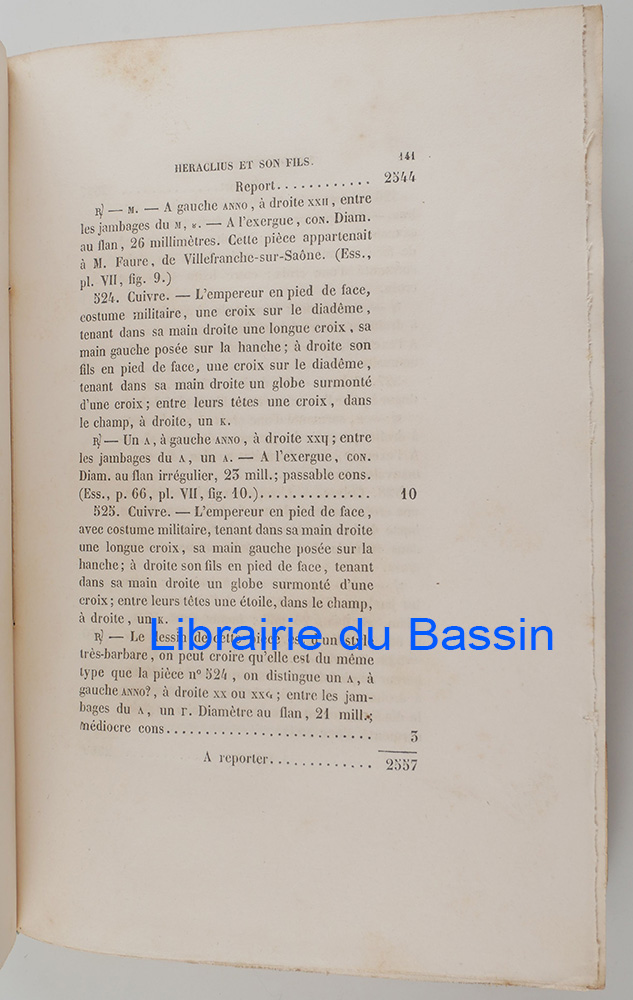 HERACLIUS ET SON FILS. 141
Report............ 2544
R) — M. — A gauche ANNO, à droite XXII, entre
les jambages du M, B. — A l'exergue, CON. Diam.
au flan, 26 millimètres. Cette pièce appartenait
à M. Faure, de Villefranche-sur-Saône. (Ess.,
pl. VII, fig. 9.)
524. Cuivre. — L'empereur en pied de face,
costume militaire, une croix sur le diadême,
tenant dans sa main droite une longue croix, sa
main gauche posée sur la hanche; à droite son
fils en pied de face, une croix sur le diadême,
tenant dans sa main droite un globe surmonté
d'une croix; entre leurs têtes une croix, dans
le champ, à droite, un K.
R) — Un A, à gauche ANNO, à droite XXЧ; entre
les jambages du A, un A. — A l'exergue, CON.
Diam. au flan irrégulier, 23 mill.; passable cons.
(Ess., p. 66, pl. VII, fig. 10.).............. 10
525. Cuivre. — L'empereur en pied de face,
avec costume militaire, tenant dans sa main droite
une longue croix, sa main gauche posée sur la
hanche; à droite son fils en pied de face, tenant
dans sa main droite un globe surmonté d'une
croix; entre leurs têtes une étoile, dans le champ,
à droite, un K.
R) — Le dessin de cette pièce est d'un style
très-barbare, on peut croire qu'elle est du même
type que la pièce n° 524, on distingue un A, à
gauche ANNO?, à droite XX ou XXG; entre les jam-
bages du A, un Γ. Diamètre au flan, 21 mill.;
médiocre cons.......................... 3
A reporter............. 2557
Librairie du Bassin